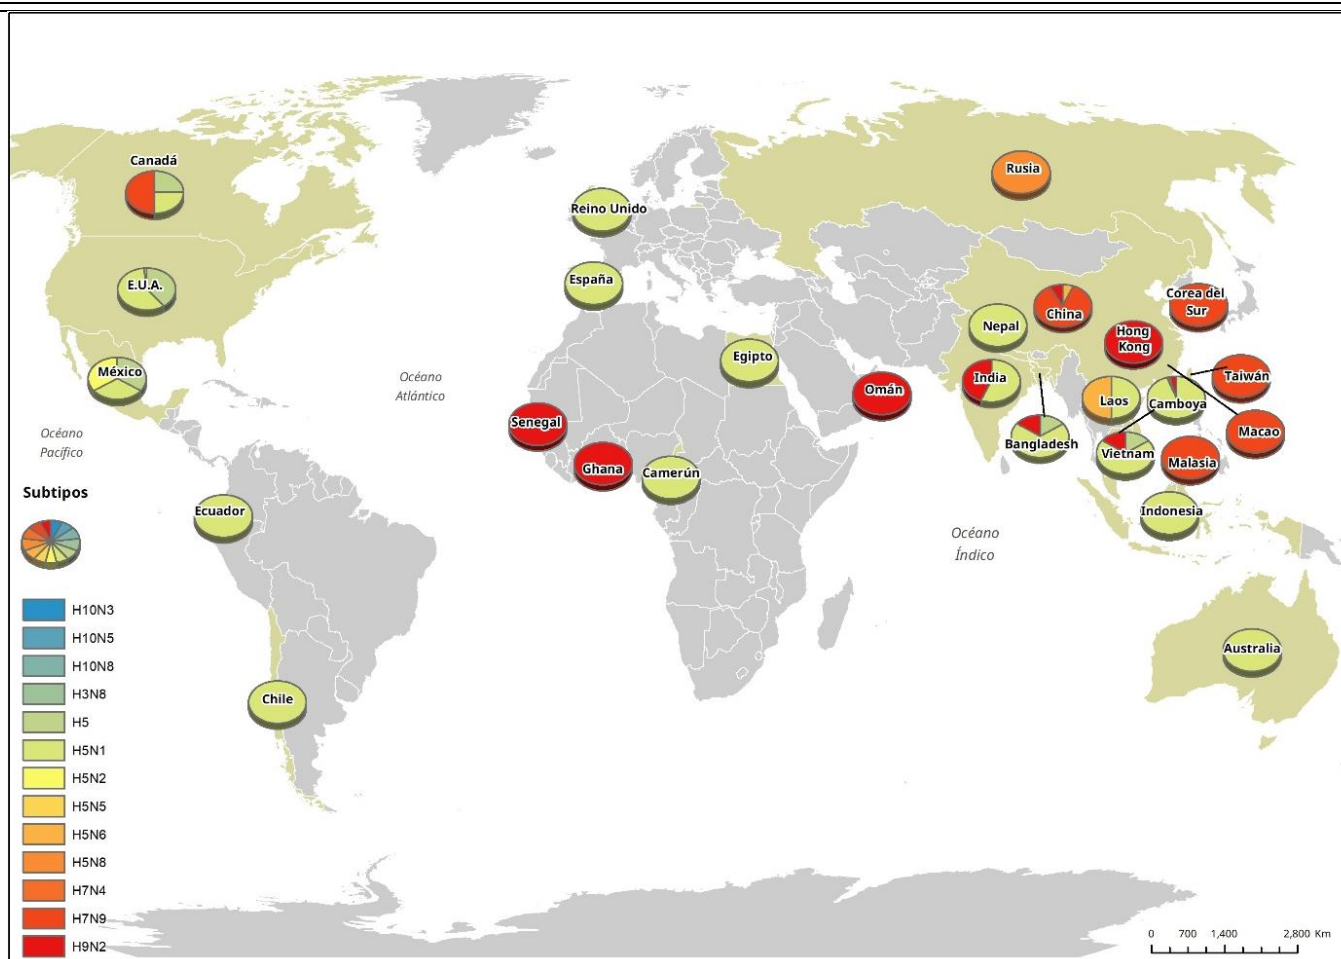 Canadá
Rusia
Reino Unido
E.U.A.
España
Corea del
Sur
China
Nepal
Hong
Kong
Egipto
México
Océano
Atlántico
India
Omán
Taiwán
Laos
Camboya
Senegal
Océano
Pacífico
Macao
Bangladesh
Vietnam
Malasia
Ghana
Camerún
Subtipos
Ecuador
Indonesia
Océano
Índico
H10N3
H10N5
H10N8
H3N8
H5
H5N1
H5N2
H5N5
H5N6
H5N8
H7N4
H7N9
H9N2
Australia
Chile
0 700 1,400 2,800 Km